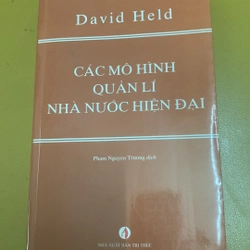 David Held
CÁC MÔ HÌNH
QUẢN LÍ
NHÀ NƯỚC HIỆN ĐẠI
Phạm Nguyên Trường dịch
NHÀ XUẤT BẢN TRI THỨC